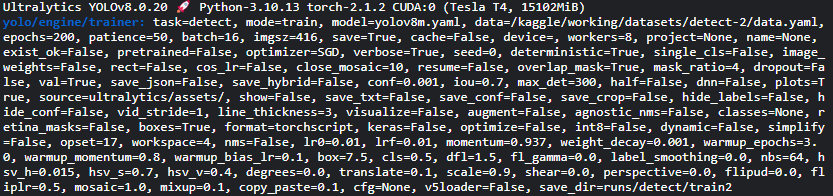 Ultralytics YOLOv8.0.20 🚀 Python-3.10.13 torch-2.1.2 CUDA:0 (Tesla T4, 15102MiB)
yolo/engine/trainer: task=detect, mode=train, model=yolov8m.yaml, data=/kaggle/working/datasets/detect-2/data.yaml,
epochs=200, patience=50, batch=16, imgsz=416, save=True, cache=False, device=, workers=8, project=None, name=None,
exist_ok=False, pretrained=False, optimizer=SGD, verbose=True, seed=0, deterministic=True, single_cls=False, image_
weights=False, rect=False, cos_lr=False, close_mosaic=10, resume=False, overlap_mask=True, mask_ratio=4, dropout=Fa
lse, val=True, save_json=False, save_hybrid=False, conf=0.001, iou=0.7, max_det=300, half=False, dnn=False, plots=T
rue, source=ultralytics/assets/, show=False, save_txt=False, save_conf=False, save_crop=False, hide_labels=False, h
ide_conf=False, vid_stride=1, line_thickness=3, visualize=False, augment=False, agnostic_nms=False, classes=None, r
etina_masks=False, boxes=True, format=torchscript, keras=False, optimize=False, int8=False, dynamic=False, simplify
=False, opset=17, workspace=4, nms=False, lr0=0.01, lrf=0.01, momentum=0.937, weight_decay=0.001, warmup_epochs=3.
0, warmup_momentum=0.8, warmup_bias_lr=0.1, box=7.5, cls=0.5, dfl=1.5, fl_gamma=0.0, label_smoothing=0.0, nbs=64, h
sv_h=0.015, hsv_s=0.7, hsv_v=0.4, degrees=0.0, translate=0.1, scale=0.9, shear=0.0, perspective=0.0, flipud=0.0, fl
iplr=0.5, mosaic=1.0, mixup=0.1, copy_paste=0.1, cfg=None, v5loader=False, save_dir=runs/detect/train2